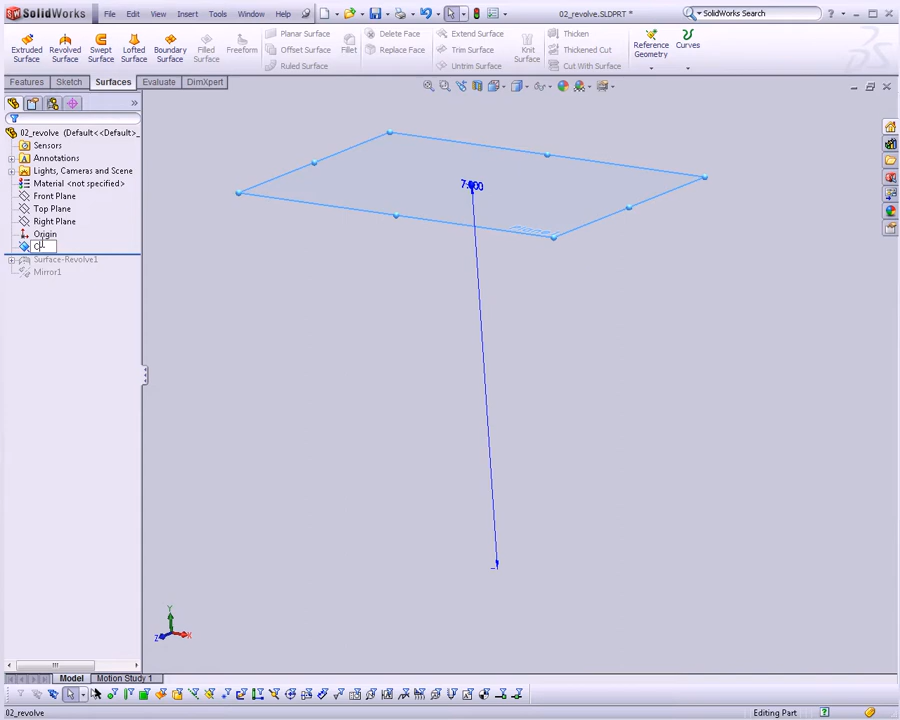 SolidWorks File Edit View Insert Tools Window Help 02_revolve.SLDPRT * SolidWorks Search
Extruded Surface
Revolved Surface
Swept Surface
Lofted Surface
Boundary Surface
Filled Surface
Freeform
Planar Surface
Offset Surface
Ruled Surface
Fillet
Delete Face
Replace Face
Extend Surface
Trim Surface
Untrim Surface
Knit Surface
Thicken
Thickened Cut
Cut With Surface
Reference Geometry
Curves
Features Sketch Surfaces Evaluate DimXpert
02_revolve (Default<<Default>_
Sensors
Annotations
Lights, Cameras and Scene
Material <not specified>
Front Plane
Top Plane
Right Plane
Origin
C
Surface-Revolve1
Mirror1
Y
Z
X
Model Motion Study 1
02_revolve Editing Part